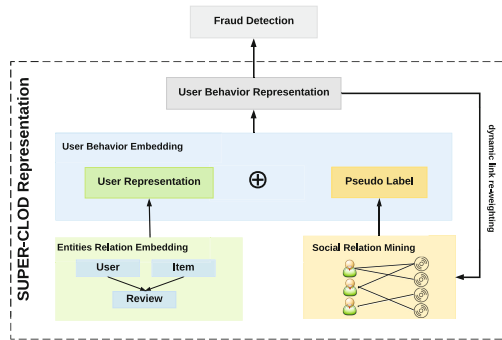 Fraud Detection
User Behavior Representation
User Behavior Embedding
User Representation
⊕
Pseudo Label
Entities Relation Embedding
User
Item
Review
Social Relation Mining
dynamic link re-weighting
SUPER-CLOD Representation